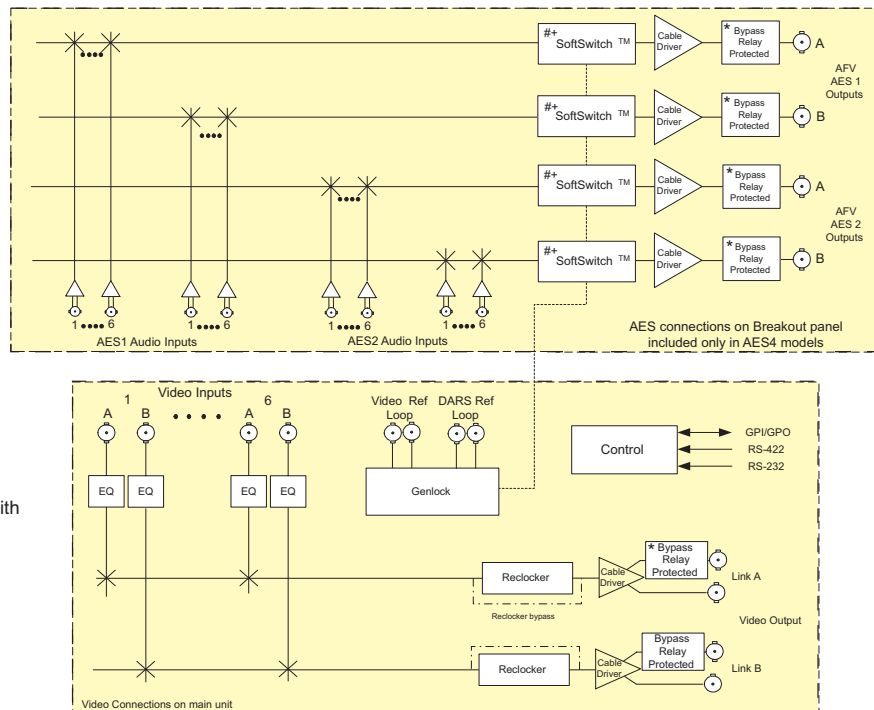 #+ SoftSwitch TM
Cable Driver
* Bypass Relay Protected
A
#+ SoftSwitch TM
Cable Driver
* Bypass Relay Protected
B
AFV AES 1 Outputs
#+ SoftSwitch TM
Cable Driver
* Bypass Relay Protected
A
#+ SoftSwitch TM
Cable Driver
* Bypass Relay Protected
B
AFV AES 2 Outputs
1 •••• 6
1 •••• 6
1 •••• 6
1 •••• 6
AES1 Audio Inputs
AES2 Audio Inputs
AES connections on Breakout panel
included only in AES4 models
Video Inputs
1
6
A B • • • • A B
Video Ref Loop
DARS Ref Loop
EQ
EQ
EQ
EQ
Genlock
Control
GPI/GPO
RS-422
RS-232
ith
Reclocker
Reclocker bypass
Cable Driver
* Bypass Relay Protected
Link A
Video Output
Reclocker
Cable Driver
Bypass Relay Protected
Link B
Video Connections on main unit